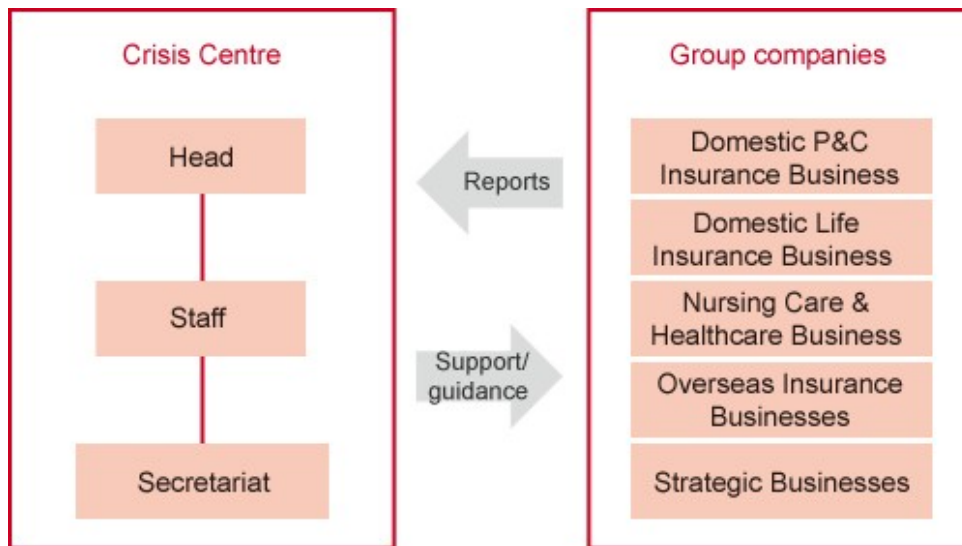 Crisis Centre
Head
Staff
Secretariat
Reports
Support/
guidance
Group companies
Domestic P&C
Insurance Business
Domestic Life
Insurance Business
Nursing Care &
Healthcare Business
Overseas Insurance
Businesses
Strategic Businesses